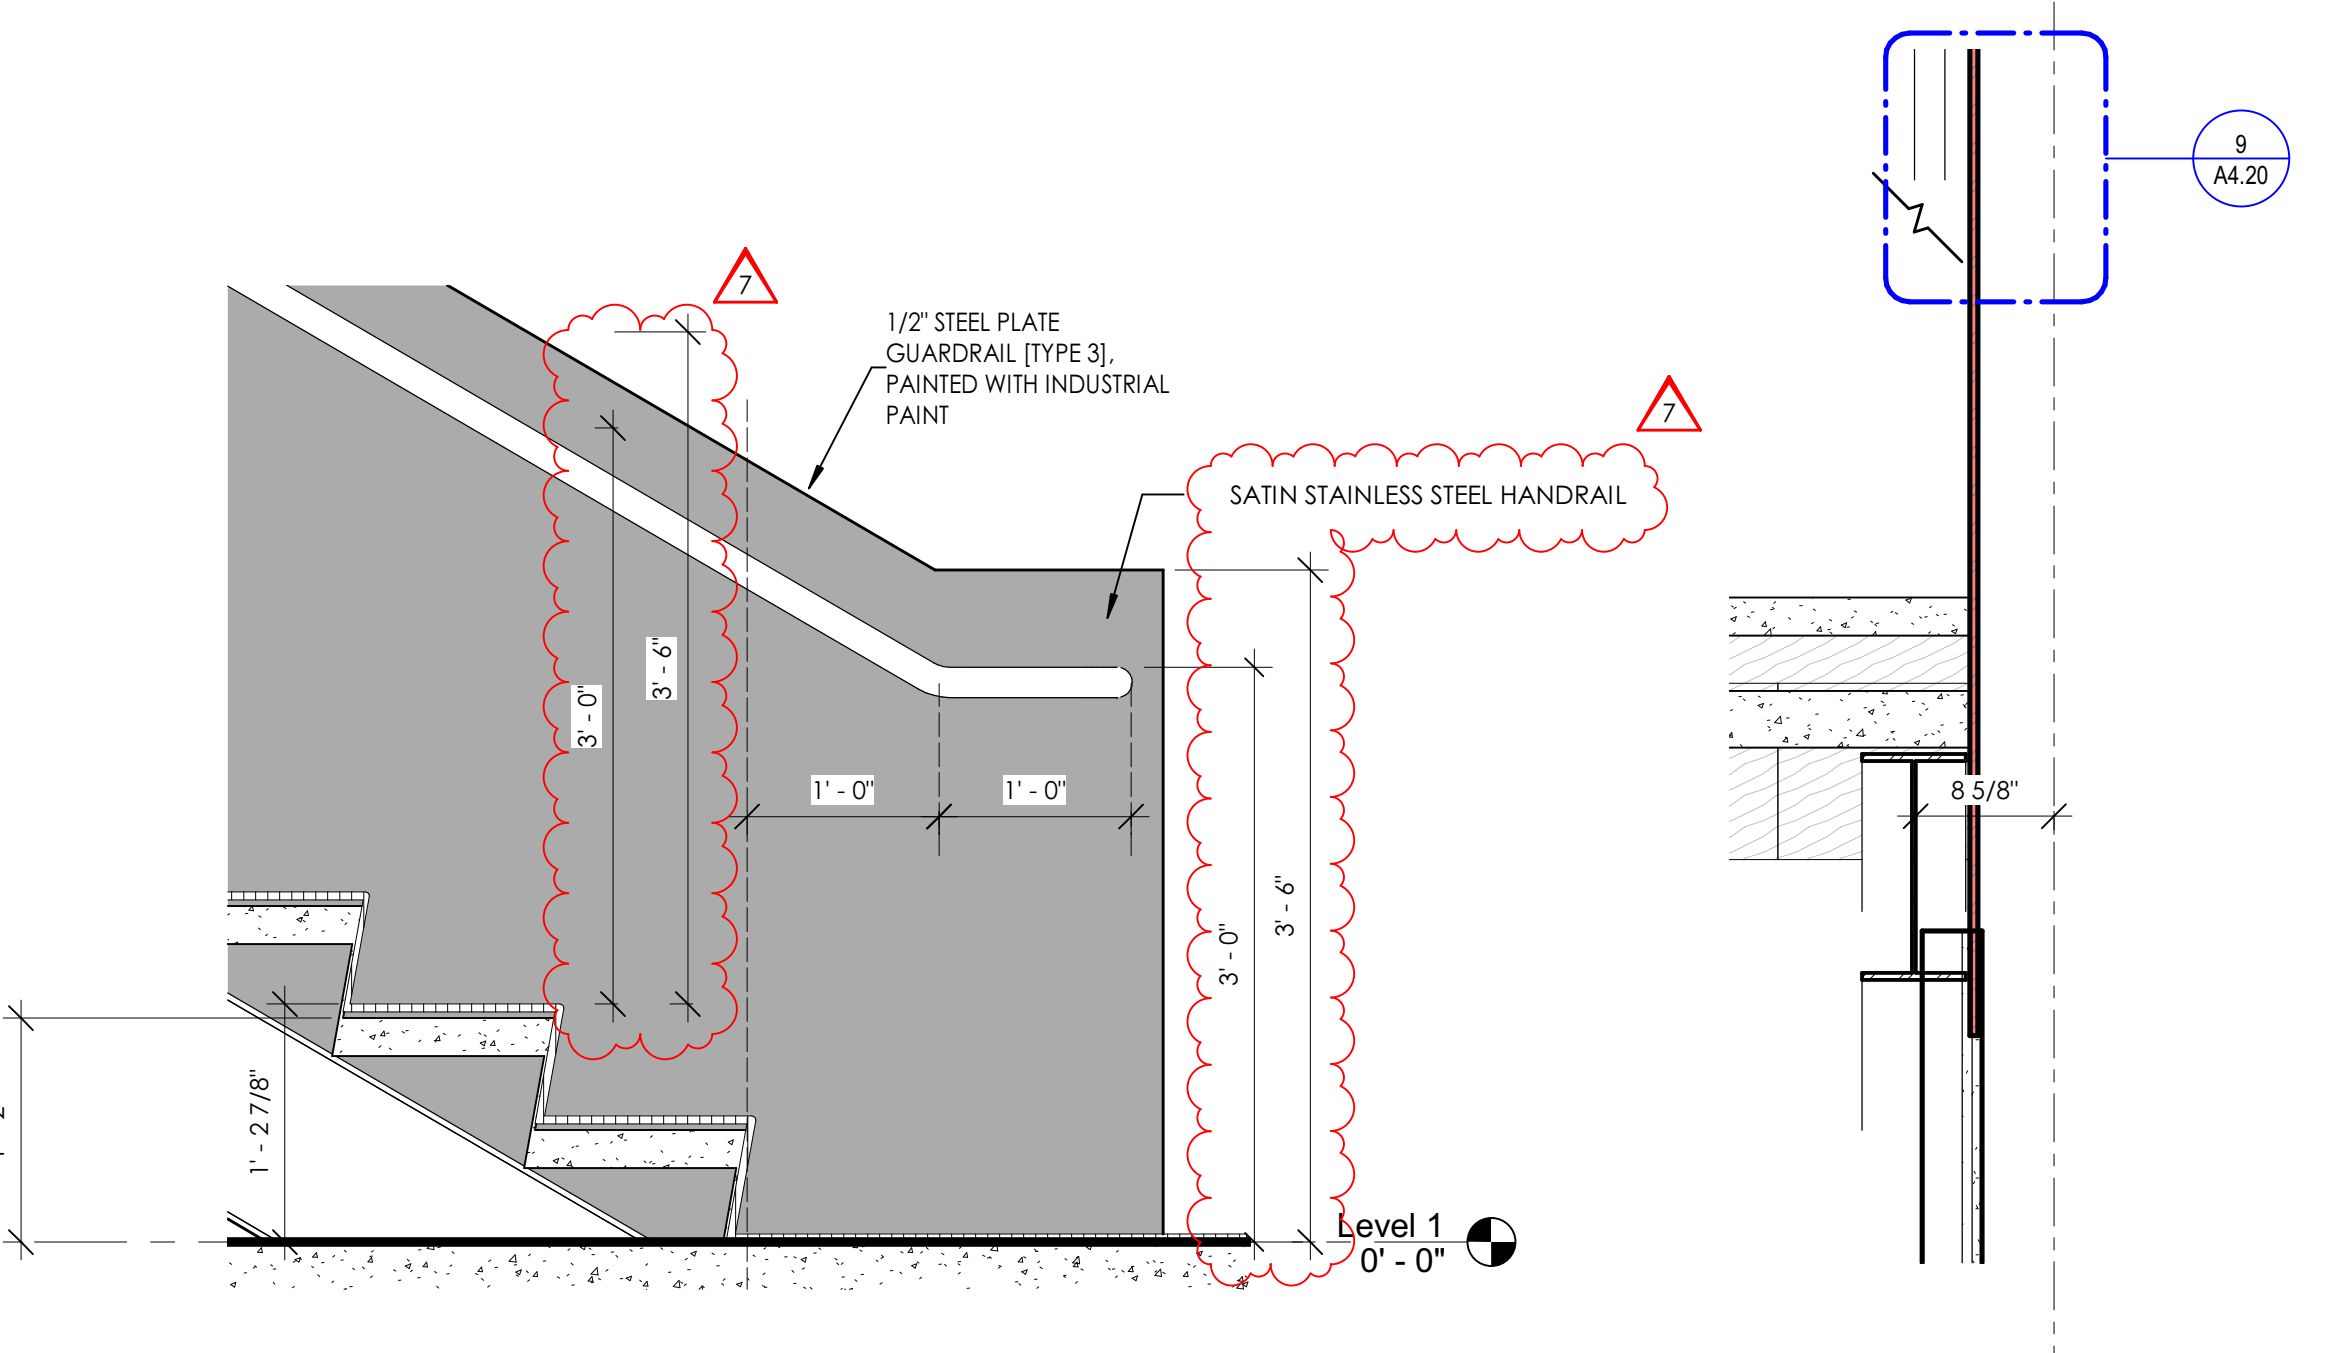 9
A4.20
7
1/2" STEEL PLATE
GUARDRAIL [TYPE 3],
PAINTED WITH INDUSTRIAL
PAINT
7
SATIN STAINLESS STEEL HANDRAIL
3' - 6"
3' - 0"
1' - 0"
1' - 0"
8 5/8"
3' - 6"
3' - 0"
1' - 2 7/8"
Level 1
0' - 0"